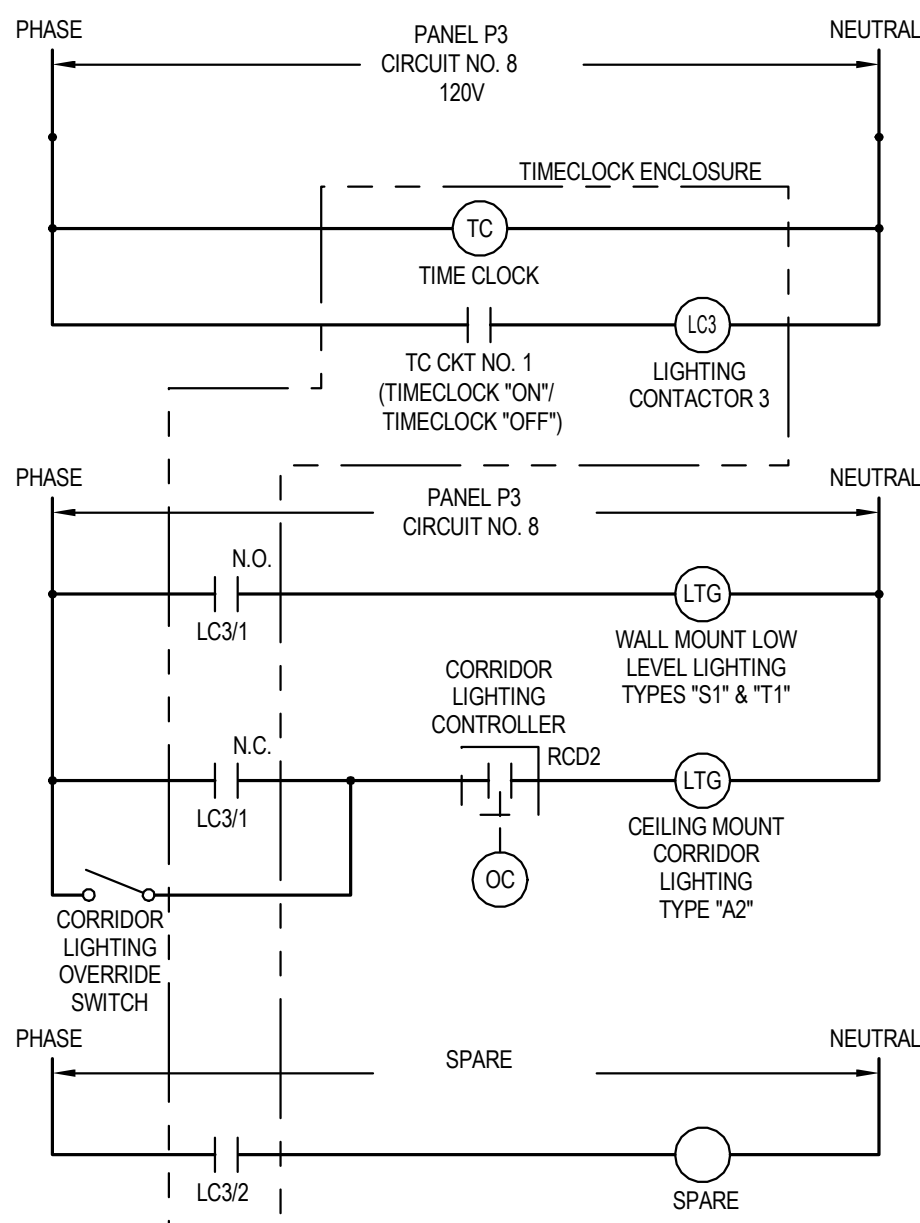 PHASE
PANEL P3
CIRCUIT NO. 8
120V
NEUTRAL
TIMECLOCK ENCLOSURE
TC
TIME CLOCK
LC3
TC CKT NO. 1
(TIMECLOCK "ON"/
TIMECLOCK "OFF")
LIGHTING
CONTACTOR 3
PHASE
PANEL P3
CIRCUIT NO. 8
NEUTRAL
N.O.
LC3/1
LTG
WALL MOUNT LOW
LEVEL LIGHTING
TYPES "S1" & "T1"
CORRIDOR
LIGHTING
CONTROLLER
N.C.
LC3/1
RCD2
LTG
CEILING MOUNT
CORRIDOR
LIGHTING
TYPE "A2"
OC
CORRIDOR
LIGHTING
OVERRIDE
SWITCH
PHASE
SPARE
NEUTRAL
LC3/2
SPARE